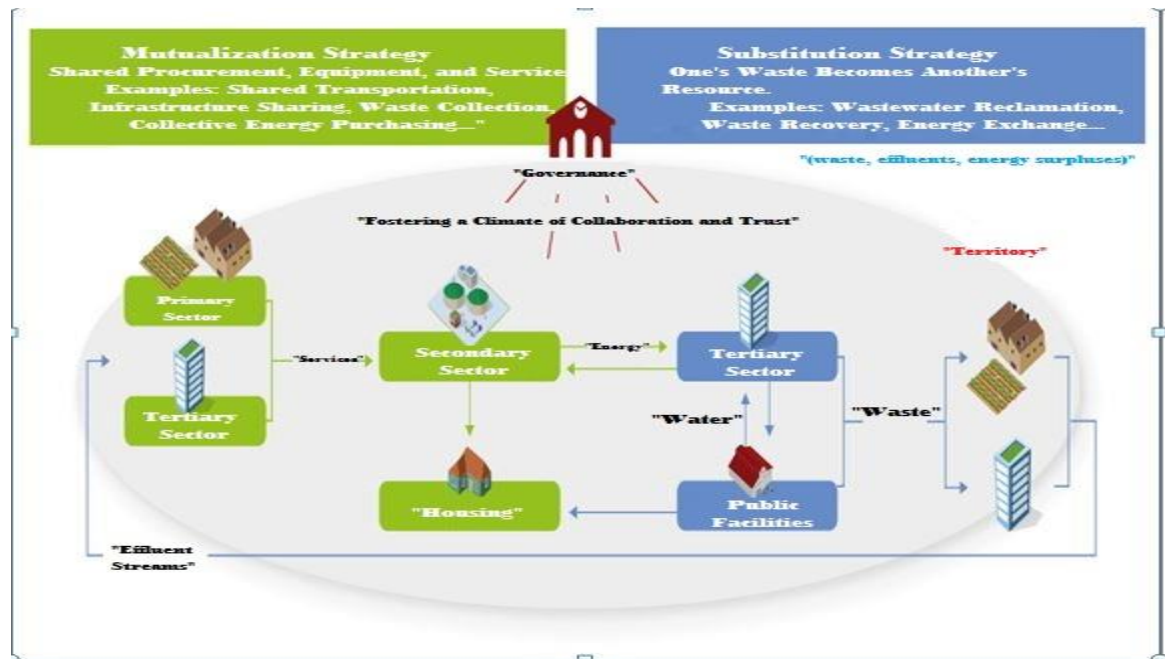 Mutualization Strategy
Shared Procurement, Equipment, and Service
Examples: Shared Transportation,
Infrastructure Sharing, Waste Collection,
Collective Energy Purchasing..."
Substitution Strategy
One's Waste Becomes Another's
Resource.
Examples: Wastewater Reclamation,
Waste Recovery, Energy Exchange...
"(waste, effluents, energy surpluses)"
"Governance"
"Fostering a Climate of Collaboration and Trust"
"Territory"
Primary
Sector
"Services"
Secondary
Sector
"Energy"
Tertiary
Sector
Tertiary
Sector
"Water"
"Waste"
"Housing"
Public
Facilities
"Effluent
Streams"